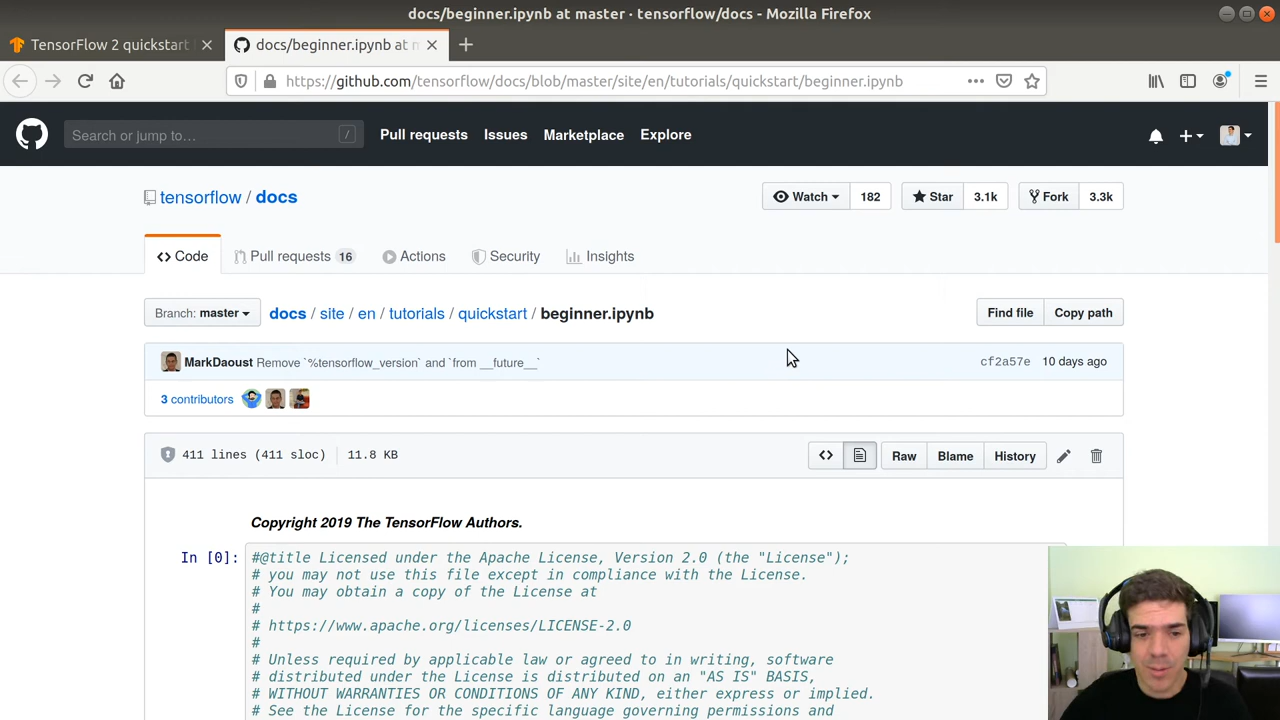 docs/beginner.ipynb at master · tensorflow/docs - Mozilla Firefox
TensorFlow 2 quickstart
docs/beginner.ipynb at m
https://github.com/tensorflow/docs/blob/master/site/en/tutorials/quickstart/beginner.ipynb
Search or jump to… /
Pull requests Issues Marketplace Explore
tensorflow / docs
Watch 182 Star 3.1k Fork 3.3k
Code Pull requests 16 Actions Security Insights
Branch: master docs / site / en / tutorials / quickstart / beginner.ipynb Find file Copy path
MarkDaoust Remove `%tensorflow_version` and `from __future__` cf2a57e 10 days ago
3 contributors
411 lines (411 sloc) 11.8 KB Raw Blame History
Copyright 2019 The TensorFlow Authors.
In [0]: #@title Licensed under the Apache License, Version 2.0 (the "License");
# you may not use this file except in compliance with the License.
# You may obtain a copy of the License at
#
# https://www.apache.org/licenses/LICENSE-2.0
#
# Unless required by applicable law or agreed to in writing, software
# distributed under the License is distributed on an "AS IS" BASIS,
# WITHOUT WARRANTIES OR CONDITIONS OF ANY KIND, either express or implied.
# See the License for the specific language governing permissions and